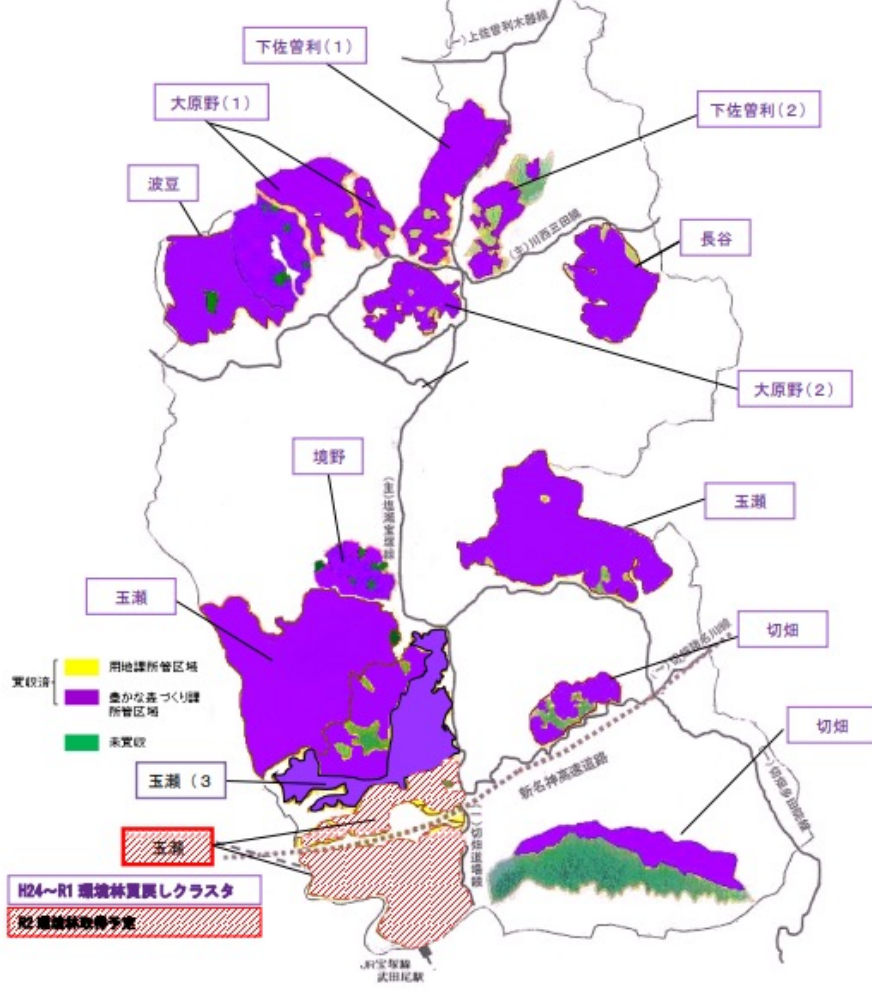 (一)上佐曽利木器線
下佐曽利(1)
大原野(1)
下佐曽利(2)
波豆
(主)川西三田線
長谷
大原野(2)
境野
(主)塩瀬宝塚線
玉瀬
玉瀬
切畑
買収済
用地課所管区域
豊かな森づくり課
所管区域
未買収
切畑
新名神高速道路
玉瀬(3
(一)切畑道場線
(一)切畑多田院線
玉瀬
H24～R1 環境林買戻しクラスタ
R2 環境林取得予定
JR宝塚線
武田尾駅